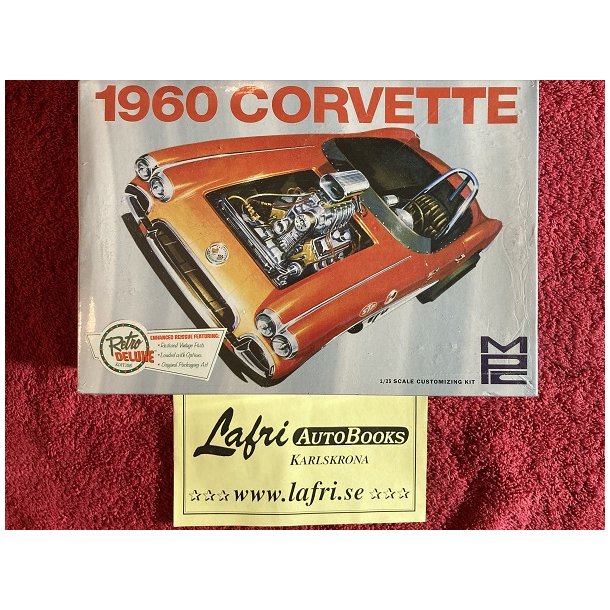 1960 CORVETTE
Retro
DELUXE
EDITION
ENHANCED REISSUE FEATURING:
• Restored Vintage Parts
• Loaded with Options
• Original Packaging Art
MPC
1/25 SCALE CUSTOMIZING KIT
Lafri AUTOBOOKS
KARLSKRONA
☆☆☆ www.lafri.se ☆☆☆